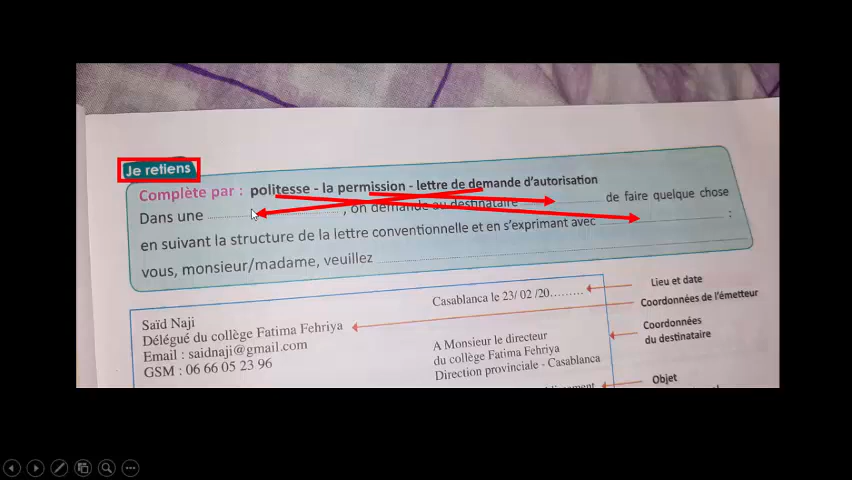 Je retiens
Complète par : politesse - la permission - lettre de demande d'autorisation
Dans une ........................ , on demande au destinataire ............ de faire quelque chose
en suivant la structure de la lettre conventionnelle et en s'exprimant avec ........................ :
vous, monsieur/madame, veuillez ........................
Casablanca le 23/ 02 /20.........
Lieu et date
Saïd Naji
Coordonnées de l'émetteur
Délégué du collège Fatima Fehriya
Email : saidnaji@gmail.com
GSM : 06 66 05 23 96
A Monsieur le directeur
du collège Fatima Fehriya
Direction provinciale - Casablanca
Coordonnées
du destinataire
Objet